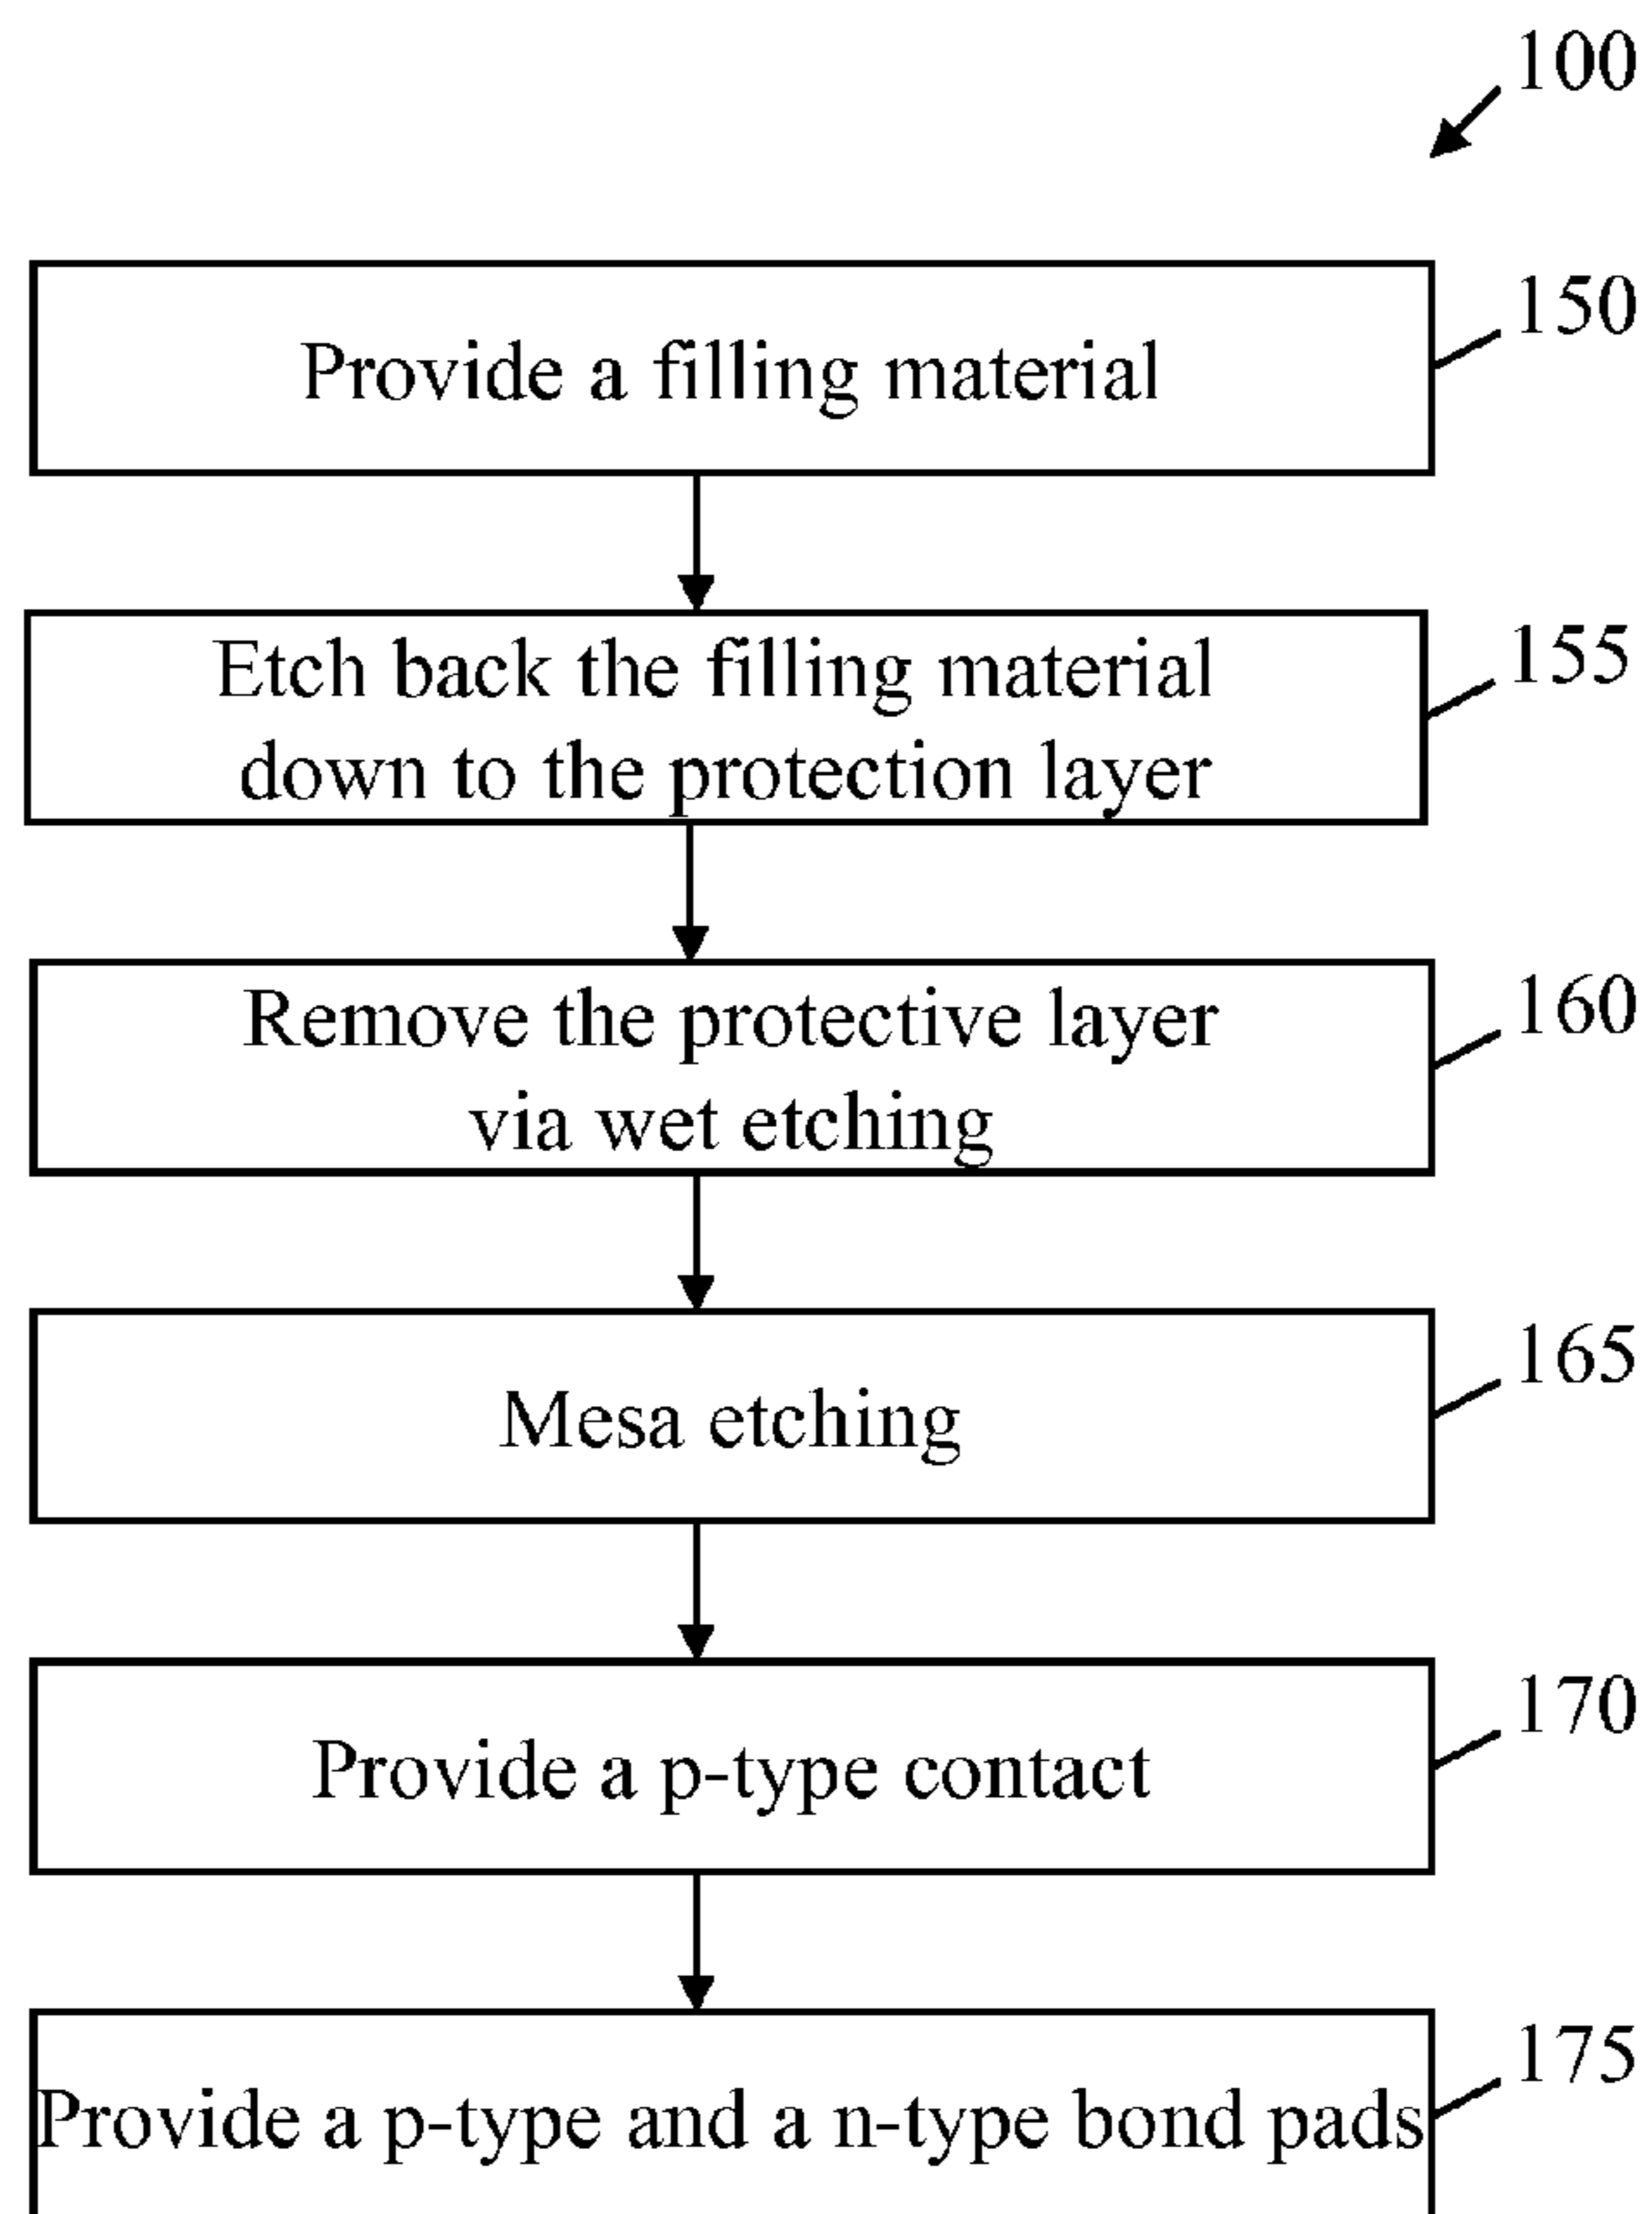 100
150
Provide a filling material
155
Etch back the filling material
down to the protection layer
160
Remove the protective layer
via wet etching
165
Mesa etching
170
Provide a p-type contact
175
Provide a p-type and a n-type bond pads